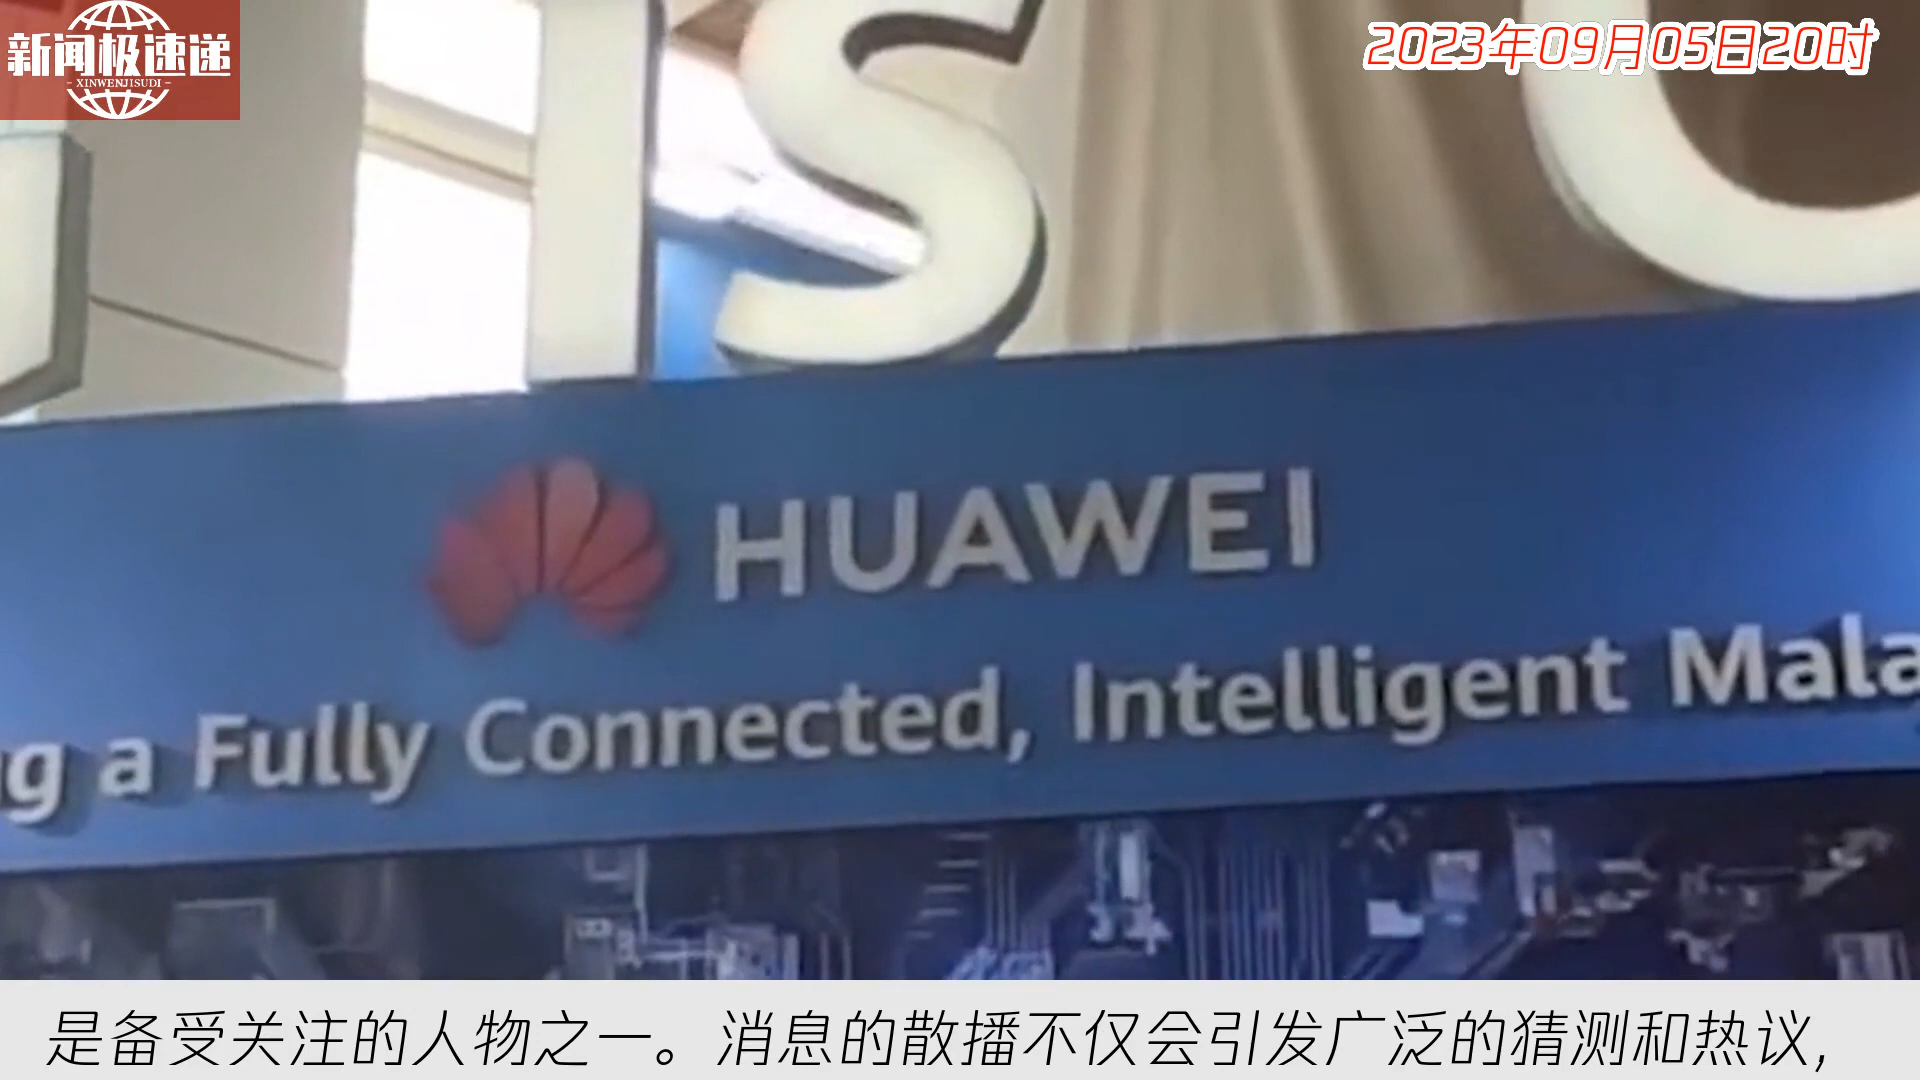 新闻极速递
XINWENJISUDI
2023年09月05日20时
IS
HUAWEI
g a Fully Connected, Intelligent Mala
是备受关注的人物之一。消息的散播不仅会引发广泛的猜测和热议，